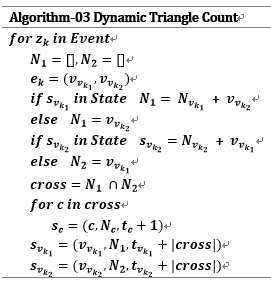 Algorithm-03 Dynamic Triangle Count
for z_k in Event↵
N_1 = [], N_2 = []↵
e_k = (v_{v_{k_1}}, v_{v_{k_2}})↵
if s_{v_{k_1}} in State N_1 = N_{v_{k_1}} + v_{v_{k_2}}↵
else N_1 = v_{v_{k_2}}↵
if s_{v_{k_2}} in State s_{v_{k_2}} = N_{v_{k_2}} + v_{v_{k_1}}↵
else N_2 = v_{v_{k_1}}↵
cross = N_1 ∩ N_2↵
for c in cross↵
s_c = (c, N_c, t_c + 1)↵
s_{v_{k_1}} = (v_{v_{k_1}}, N_1, t_{v_{k_1}} + |cross|)↵
s_{v_{k_2}} = (v_{v_{k_2}}, N_2, t_{v_{k_2}} + |cross|)↵